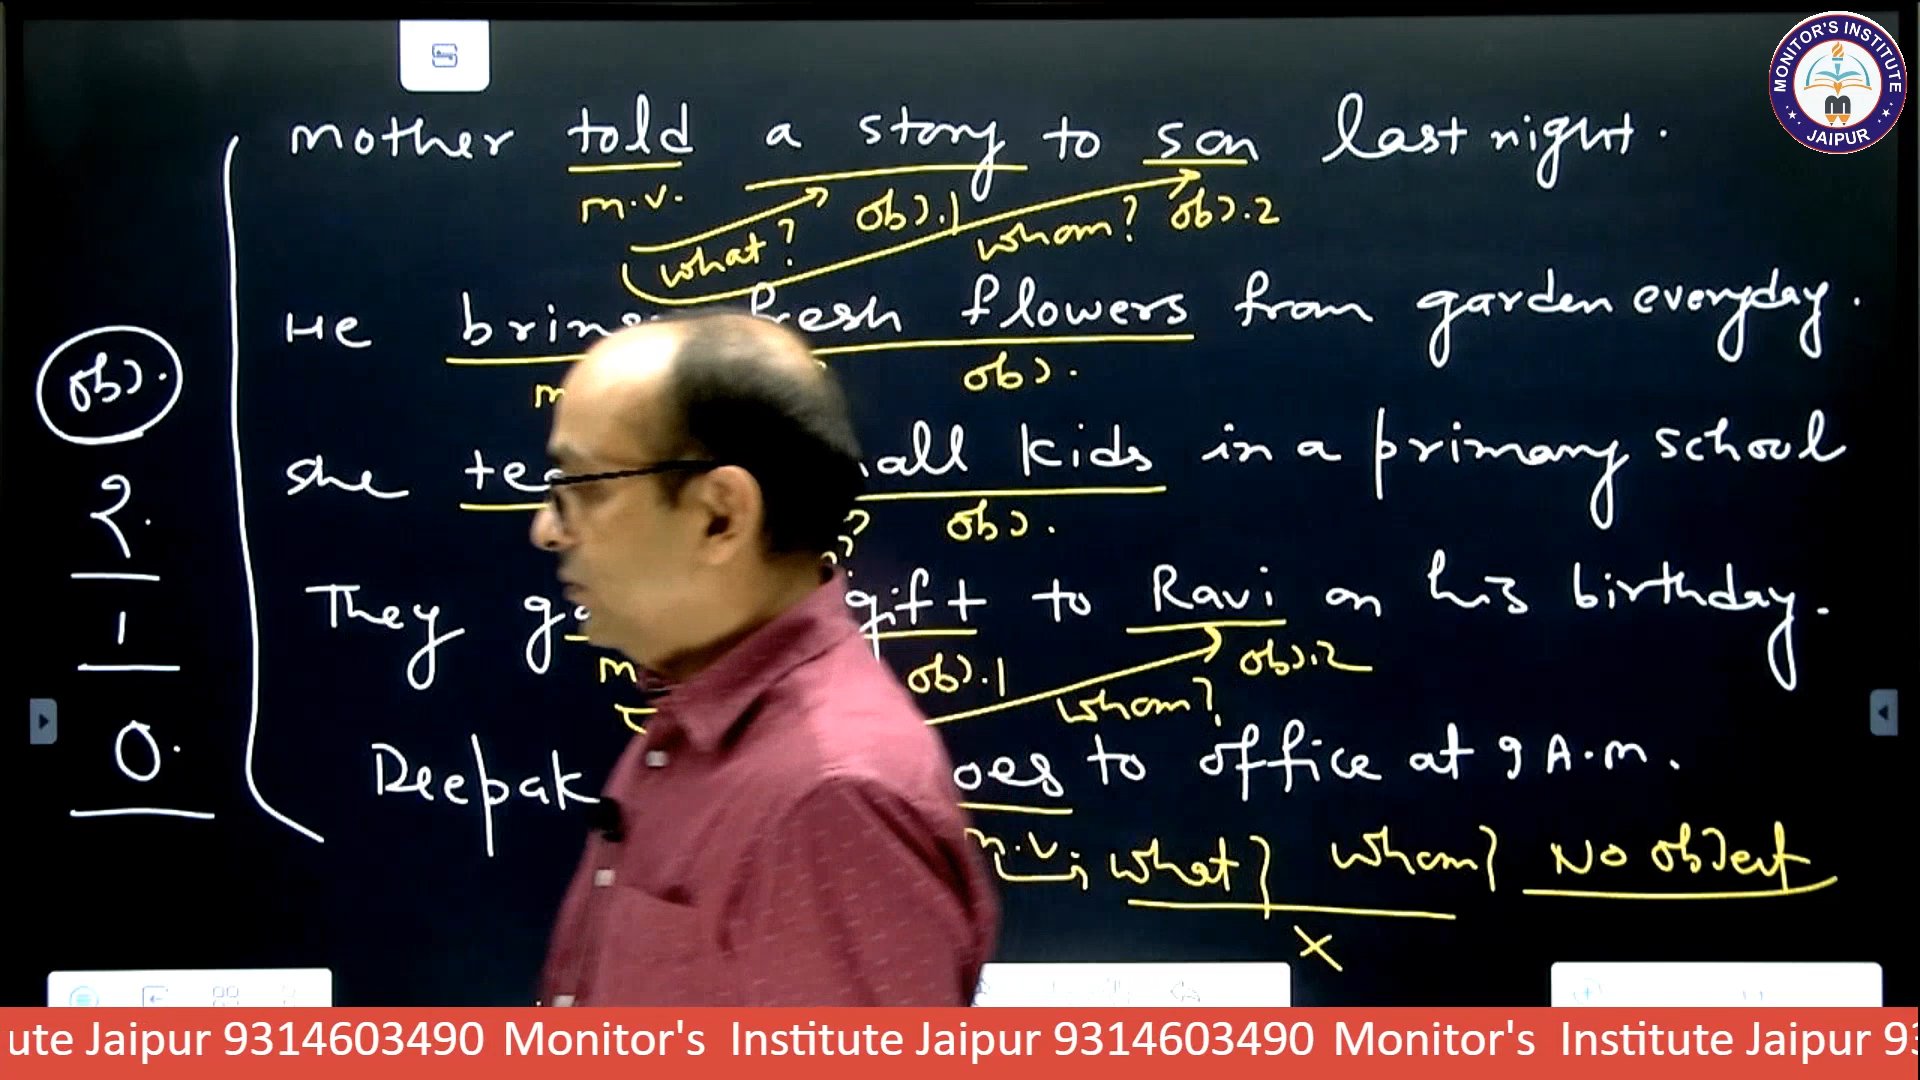 mother told a story to son last night.
m.v. what? obj.1 whom? obj.2
He fresh flowers from garden everyday.
obj.
obj.
she kids in a primary school
२. obj.
They gift to Ravi on his birthday.
1 obj.1 whom? obj.2
0. Deepak to office at 9 A.m.
m.v. what? whom? No object
x
MONITOR'S INSTITUTE
M
JAIPUR
ute Jaipur 9314603490 Monitor's Institute Jaipur 9314603490 Monitor's Institute Jaipur 93